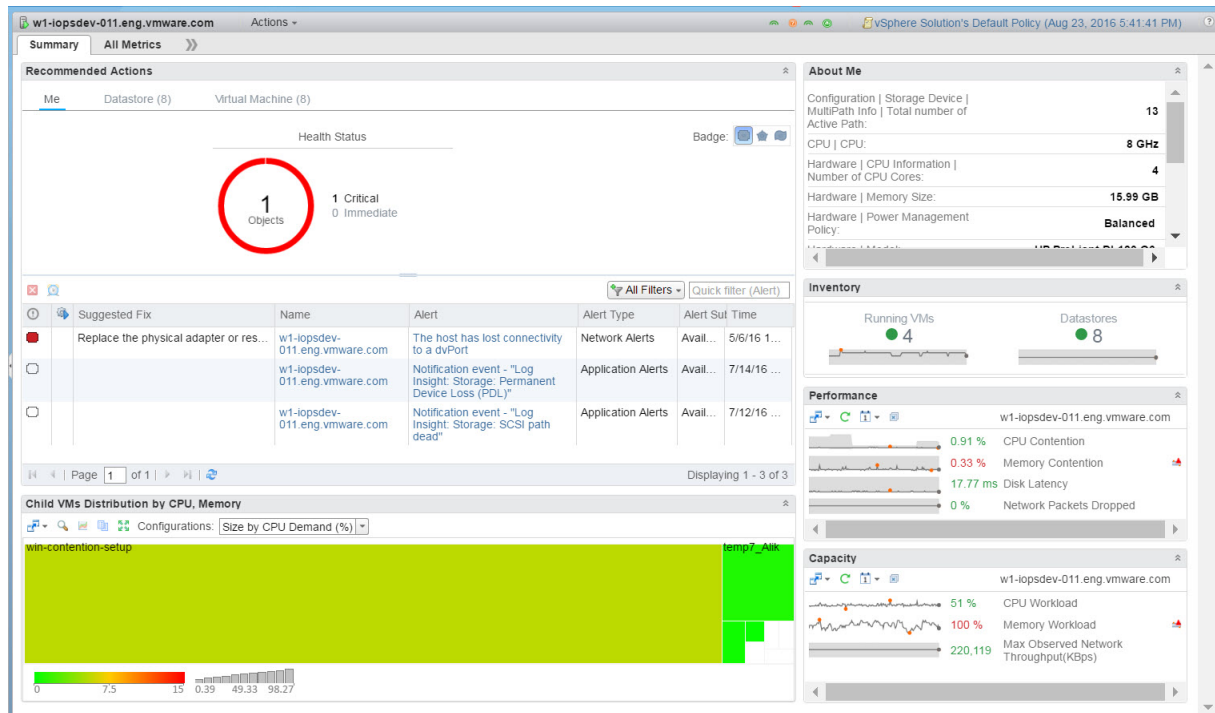 w1-iopsdev-011.eng.vmware.com Actions vSphere Solution's Default Policy (Aug 23, 2016 5:41:41 PM) ?
Summary All Metrics
Recommended Actions
Me Datastore (8) Virtual Machine (8)
Health Status Badge:
1
Objects
1 Critical
0 Immediate
All Filters Quick filter (Alert)
Suggested Fix Name Alert Alert Type Alert Sul Time
Replace the physical adapter or res... w1-iopsdev-
011.eng.vmware.com The host has lost connectivity
to a dvPort Network Alerts Avail... 5/6/16 1...
w1-iopsdev-
011.eng.vmware.com Notification event - "Log
Insight: Storage: Permanent
Device Loss (PDL)" Application Alerts Avail... 7/14/16 ...
w1-iopsdev-
011.eng.vmware.com Notification event - "Log
Insight: Storage: SCSI path
dead" Application Alerts Avail... 7/12/16 ...
Page 1 of 1 Displaying 1 - 3 of 3
Child VMs Distribution by CPU, Memory
Configurations: Size by CPU Demand (%)
win-contention-setup temp7_Alik
0 7.5 15 0.39 49.33 98.27
About Me
Configuration | Storage Device |
MultiPath Info | Total number of
Active Path: 13
CPU | CPU: 8 GHz
Hardware | CPU Information |
Number of CPU Cores: 4
Hardware | Memory Size: 15.99 GB
Hardware | Power Management
Policy: Balanced
Inventory
Running VMs Datastores
4 8
Performance
1 w1-iopsdev-011.eng.vmware.com
0.91 % CPU Contention
0.33 % Memory Contention
17.77 ms Disk Latency
0 % Network Packets Dropped
Capacity
1 w1-iopsdev-011.eng.vmware.com
51 % CPU Workload
100 % Memory Workload
220,119 Max Observed Network
Throughput(KBps)